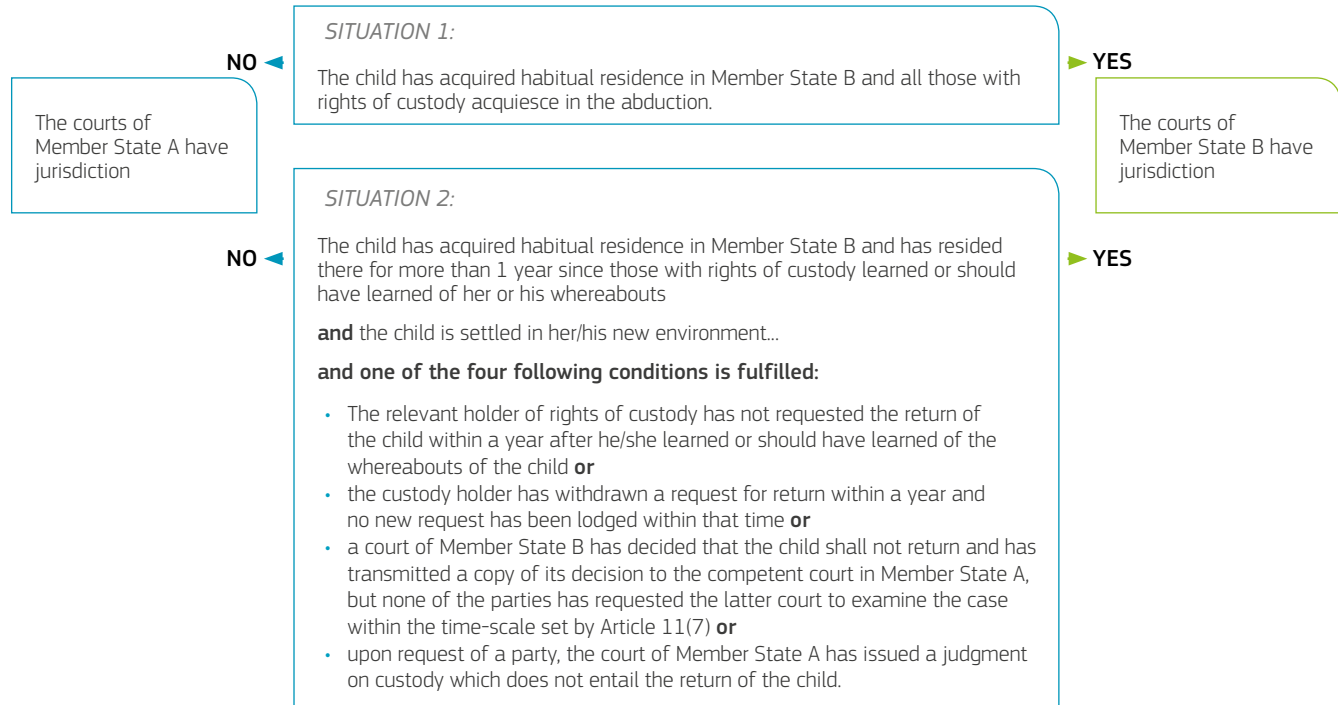 SITUATION 1:
NO
YES
The child has acquired habitual residence in Member State B and all those with
rights of custody acquiesce in the abduction.
The courts of
Member State A have
jurisdiction
The courts of
Member State B have
jurisdiction
SITUATION 2:
NO
YES
The child has acquired habitual residence in Member State B and has resided
there for more than 1 year since those with rights of custody learned or should
have learned of her or his whereabouts
and the child is settled in her/his new environment...
and one of the four following conditions is fulfilled:
• The relevant holder of rights of custody has not requested the return of
the child within a year after he/she learned or should have learned of the
whereabouts of the child or
• the custody holder has withdrawn a request for return within a year and
no new request has been lodged within that time or
• a court of Member State B has decided that the child shall not return and has
transmitted a copy of its decision to the competent court in Member State A,
but none of the parties has requested the latter court to examine the case
within the time-scale set by Article 11(7) or
• upon request of a party, the court of Member State A has issued a judgment
on custody which does not entail the return of the child.